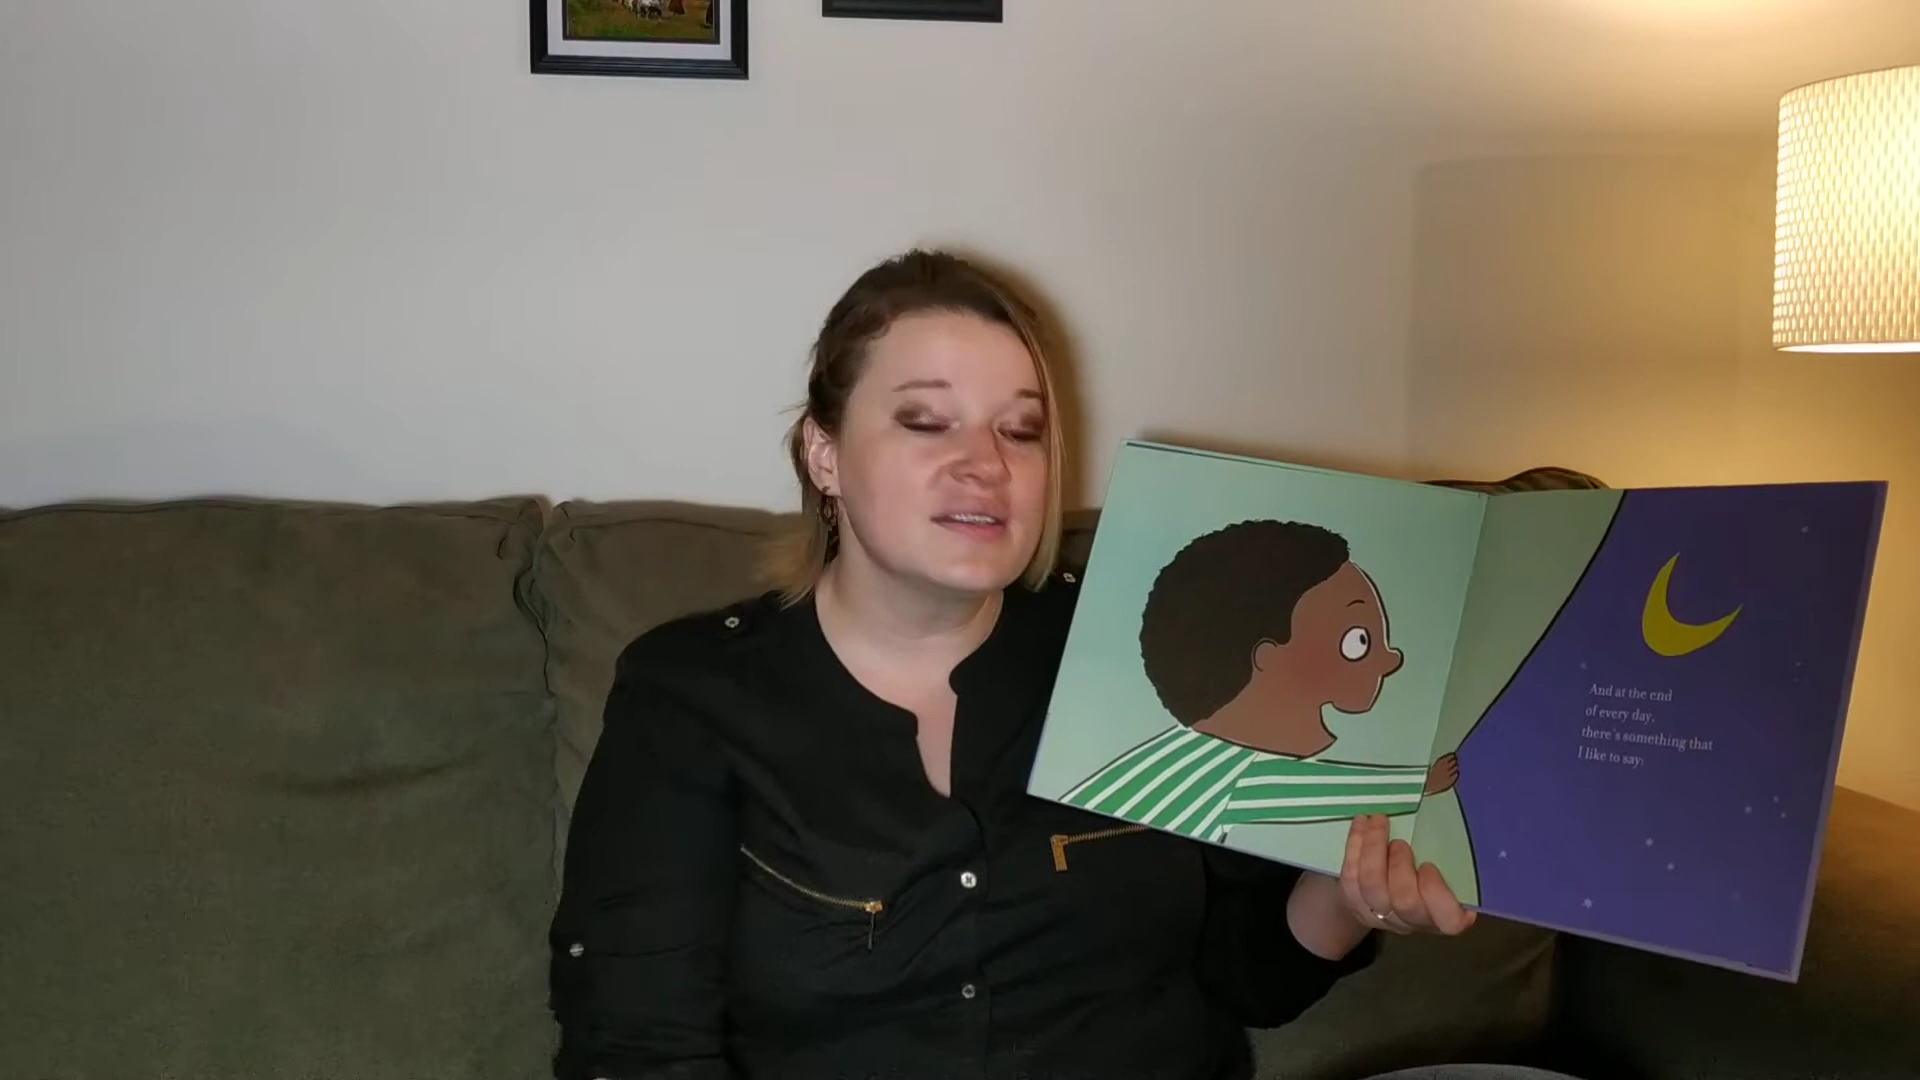 And at the end
of every day,
there's something that
I like to say: